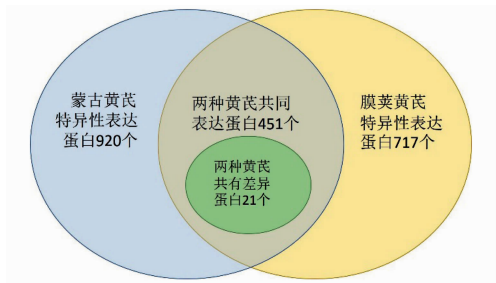 蒙古黄芪
特异性表达
蛋白920个
两种黄芪共同
表达蛋白451个
两种黄芪
共有差异
蛋白21个
膜荚黄芪
特异性表达
蛋白717个